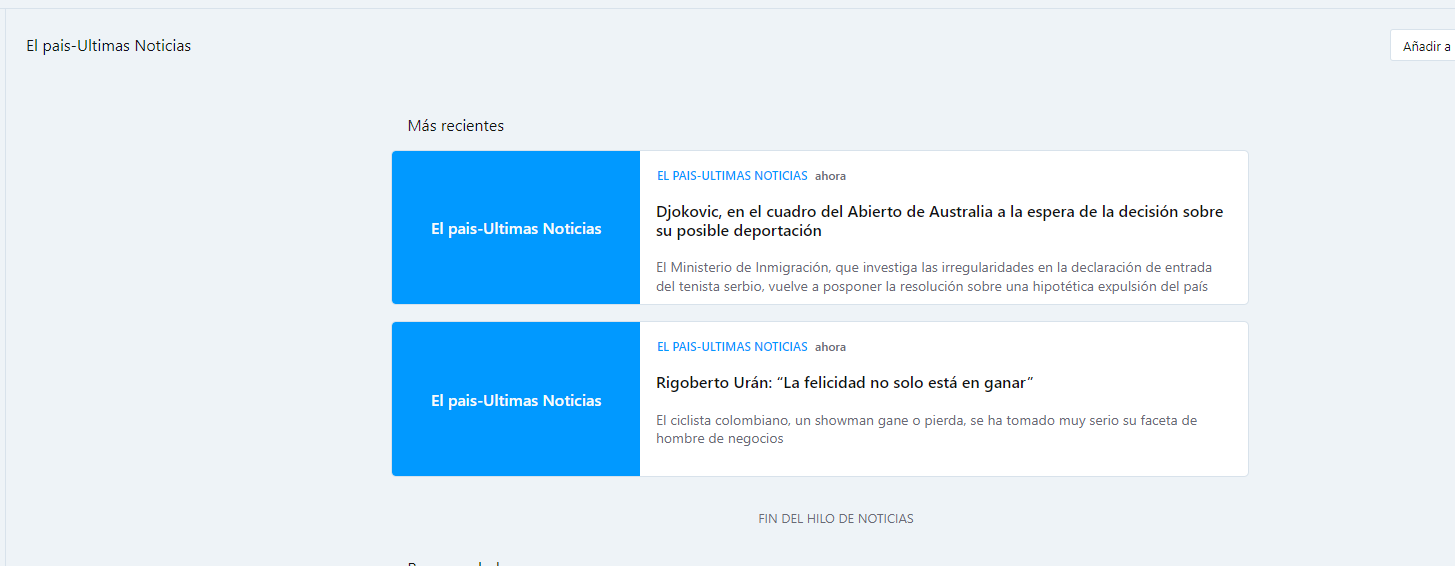 El pais-Ultimas Noticias
Añadir a
Más recientes
El pais-Ultimas Noticias
EL PAIS-ULTIMAS NOTICIAS ahora
Djokovic, en el cuadro del Abierto de Australia a la espera de la decisión sobre
su posible deportación
El Ministerio de Inmigración, que investiga las irregularidades en la declaración de entrada
del tenista serbio, vuelve a posponer la resolución sobre una hipotética expulsión del país
El pais-Ultimas Noticias
EL PAIS-ULTIMAS NOTICIAS ahora
Rigoberto Urán: “La felicidad no solo está en ganar”
El ciclista colombiano, un showman gane o pierda, se ha tomado muy serio su faceta de
hombre de negocios
FIN DEL HILO DE NOTICIAS